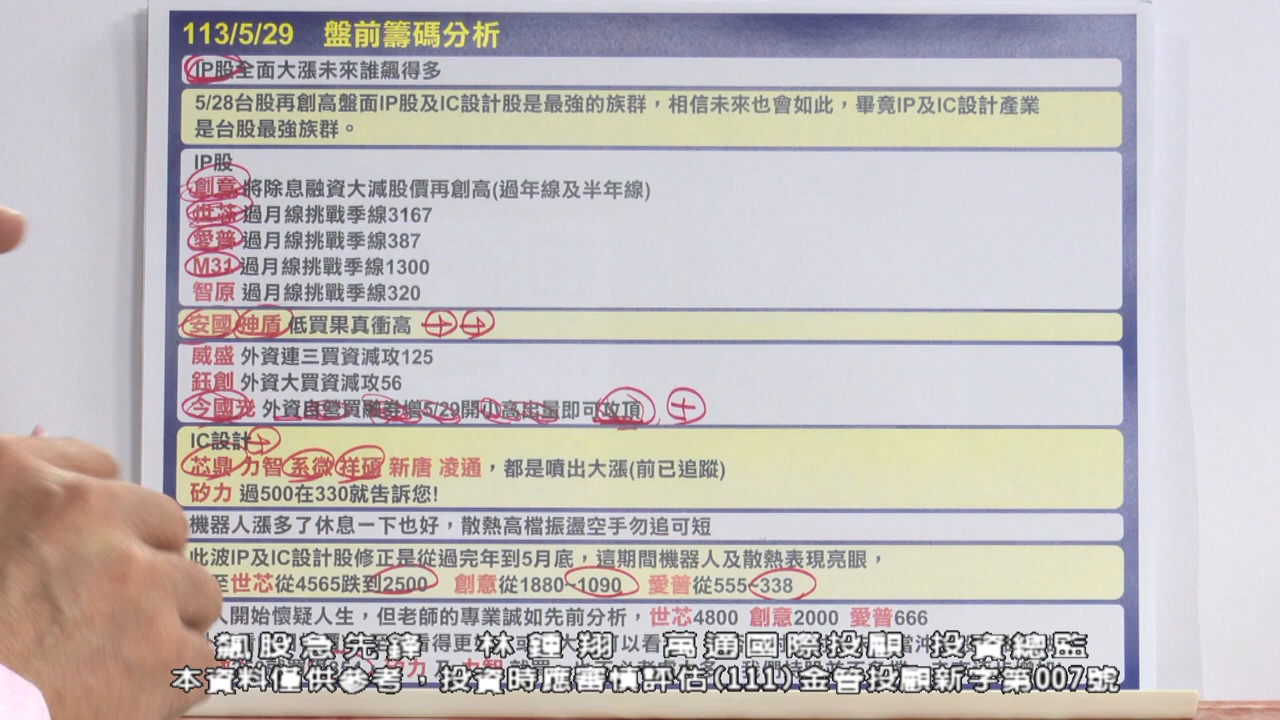 113/5/29 盤前籌碼分析
IP股全面大漲未來誰飆得多
5/28台股再創高盤面IP股及IC設計股是最強的族群，相信未來也會如此，畢竟IP及IC設計產業
是台股最強族群。
IP股
創意 將除息融資大減股價再創高(過年線及半年線)
世芯 過月線挑戰季線3167
愛普 過月線挑戰季線387
M31 過月線挑戰季線1300
智原 過月線挑戰季線320
安國 神盾 低買果真衝高
威盛 外資連三買資減攻125
鈺創 外資大買資減攻56
今國光 外資自營買融券增5/29開小高出量即可攻頂
IC設計
芯鼎 力智 系微 祥碩 新唐 凌通，都是噴出大漲(前已追蹤)
矽力 過500在330就告訴您!
機器人漲多了休息一下也好，散熱高檔振盪空手勿追可短
此波IP及IC設計股修正是從過完年到5月底，這期間機器人及散熱表現亮眼，
至世芯從4565跌到2500 創意從1880~1090 愛普從555~338
人開始懷疑人生，但老師的專業誠如先前分析，世芯4800 創意2000 愛普666
飆股急先鋒 林鍾翔 萬通國際投顧 投資總監
本資料僅供參考，投資時應審慎評估(111)金管投顧新字第007號